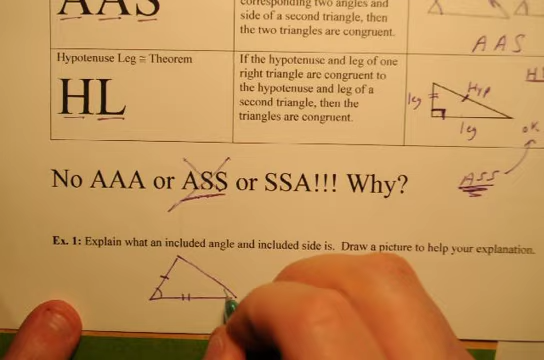 AAS
corresponding two angles and
side of a second triangle, then
the two triangles are congruent.
AAS
Hypotenuse Leg ≅ Theorem
HL
If the hypotenuse and leg of one
right triangle are congruent to
the hypotenuse and leg of a
second triangle, then the
triangles are congruent.
leg
Hyp
leg
OK
ASS
No AAA or ASS or SSA!!! Why?
Ex. 1: Explain what an included angle and included side is. Draw a picture to help your explanation.